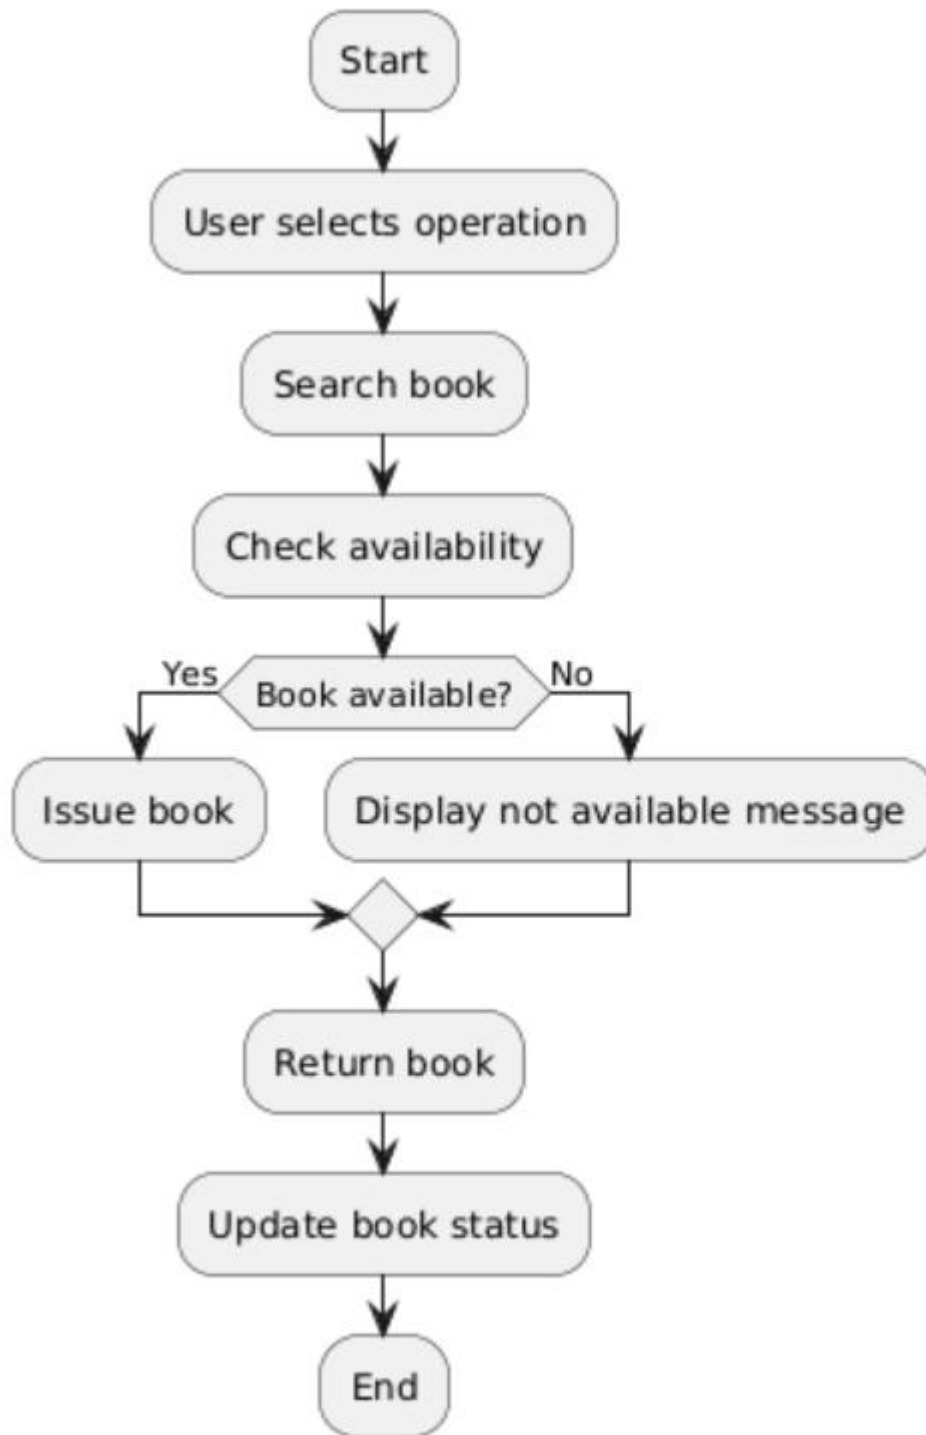 Start
User selects operation
Search book
Check availability
Yes
Book available?
No
Issue book
Display not available message
Return book
Update book status
End